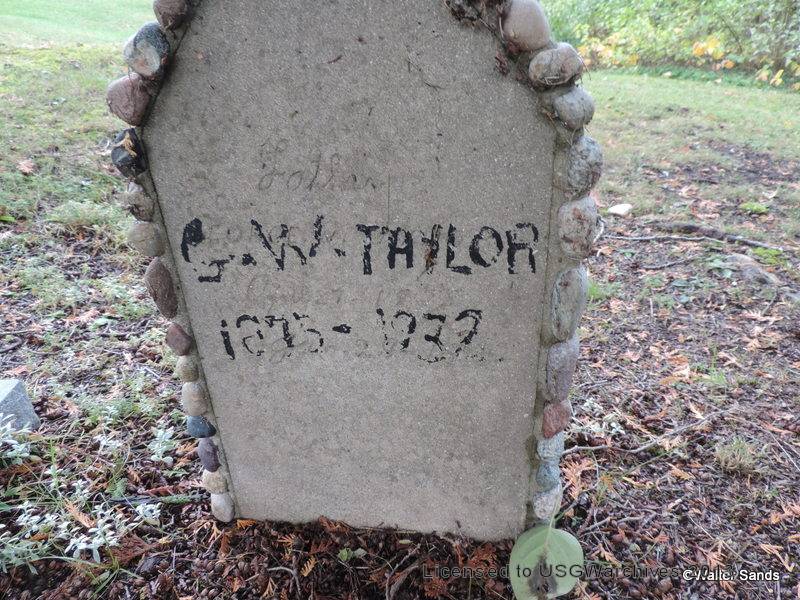 Father
G. W. TAYLOR
1875 - 1932
Licensed to USGWarchives
©Walter Sands